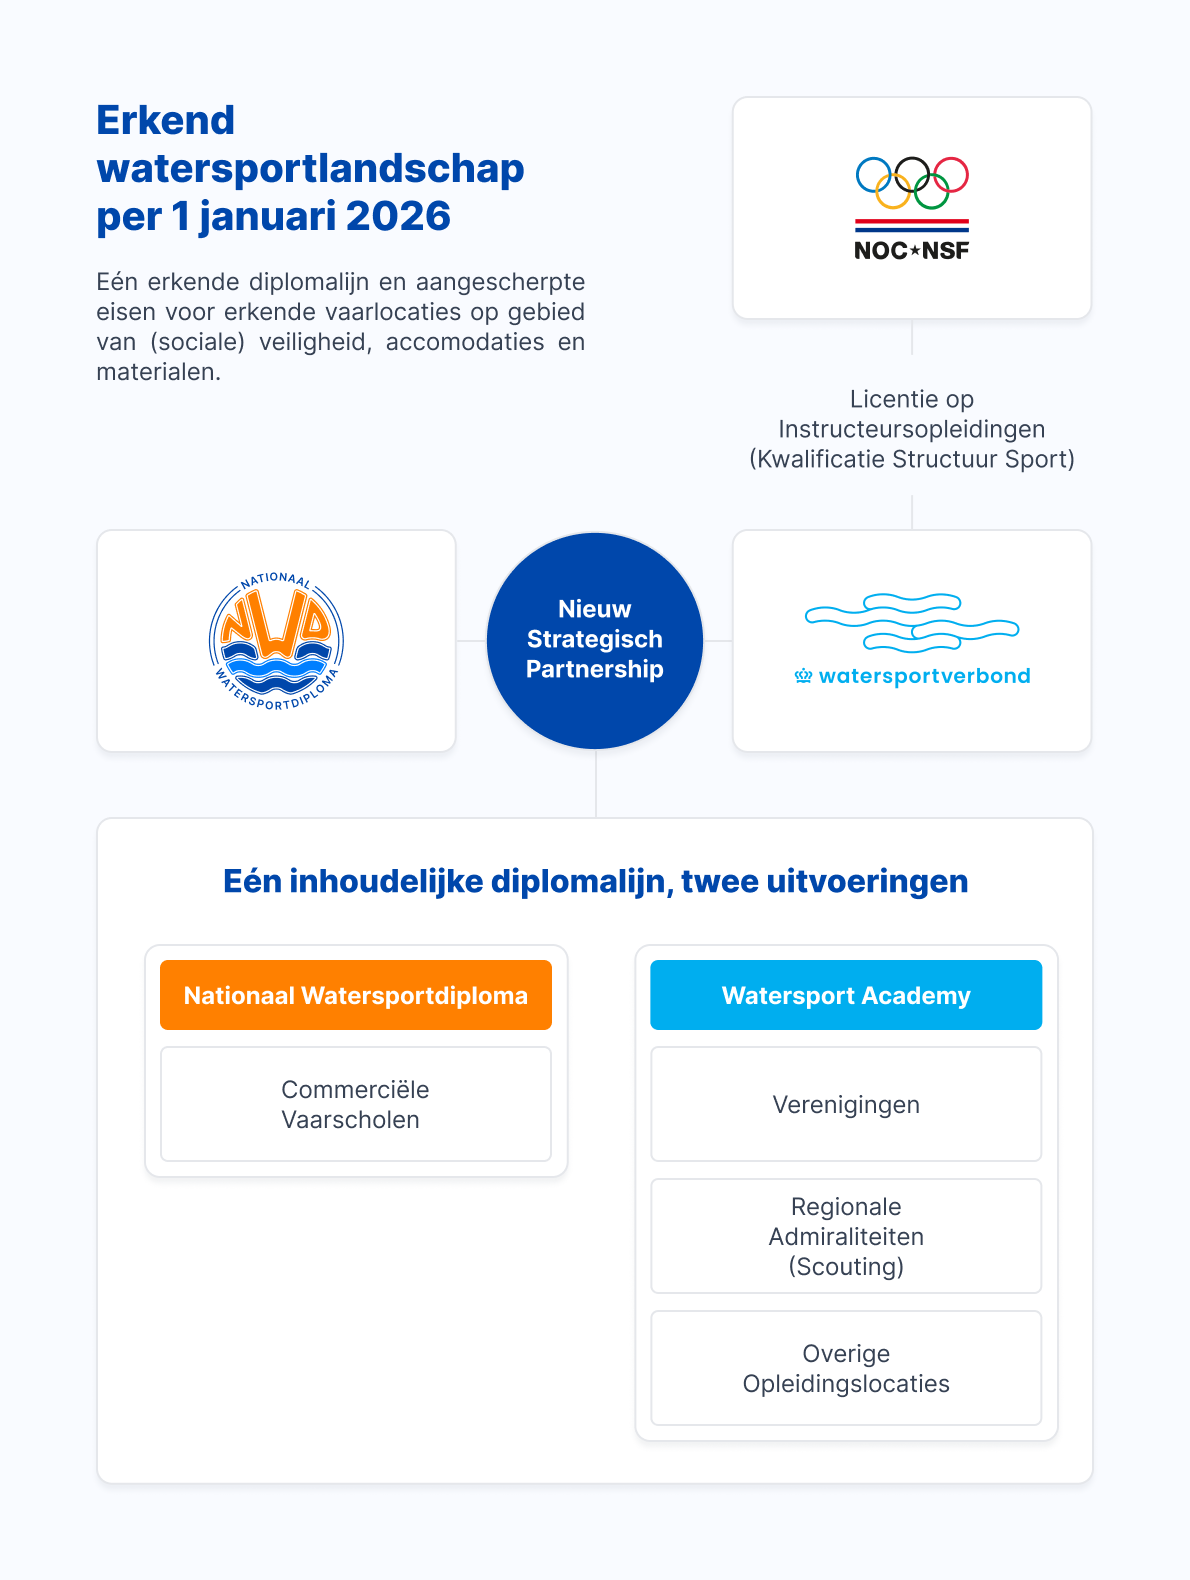 Erkend
watersportlandschap
per 1 januari 2026
Eén erkende diplomalijn en aangescherpte
eisen voor erkende vaarlocaties op gebied
van (sociale) veiligheid, accomodaties en
materialen.
NOC★NSF
Licentie op
Instructeursopleidingen
(Kwalificatie Structuur Sport)
NATIONAAL
NWD
WATERSPORTDIPLOMA
Nieuw
Strategisch
Partnership
watersportverbond
Eén inhoudelijke diplomalijn, twee uitvoeringen
Nationaal Watersportdiploma
Commerciële
Vaarscholen
Watersport Academy
Verenigingen
Regionale
Admiraliteiten
(Scouting)
Overige
Opleidingslocaties